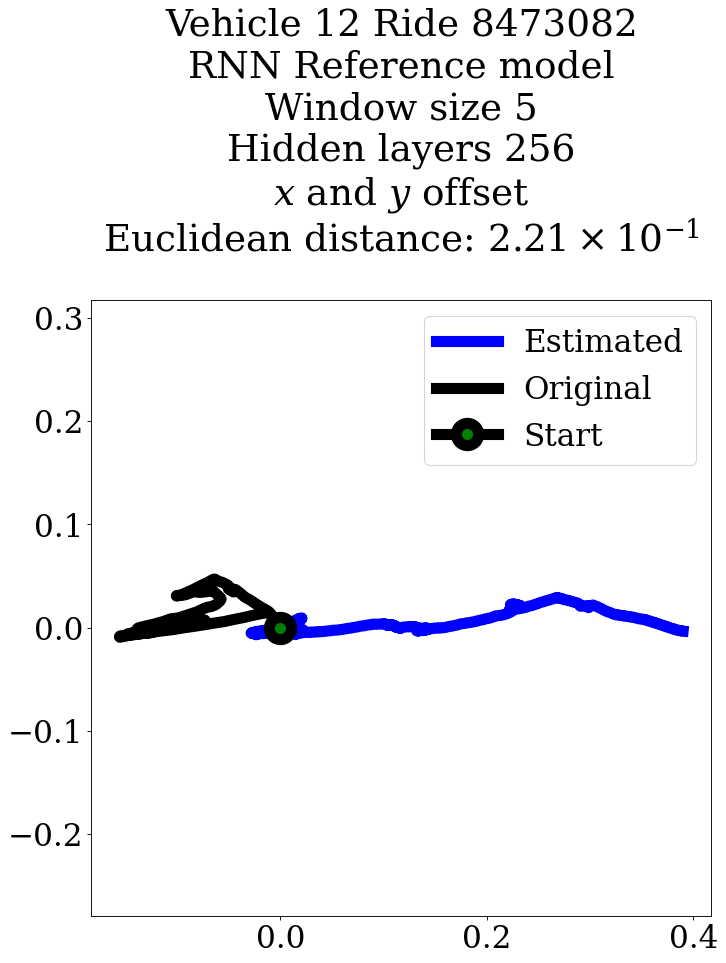 Vehicle 12 Ride 8473082
RNN Reference model
Window size 5
Hidden layers 256
x and y offset
Euclidean distance: 2.21 × 10⁻¹
0.3
0.2
0.1
0.0
−0.1
−0.2
Estimated
Original
Start
0.0 0.2 0.4